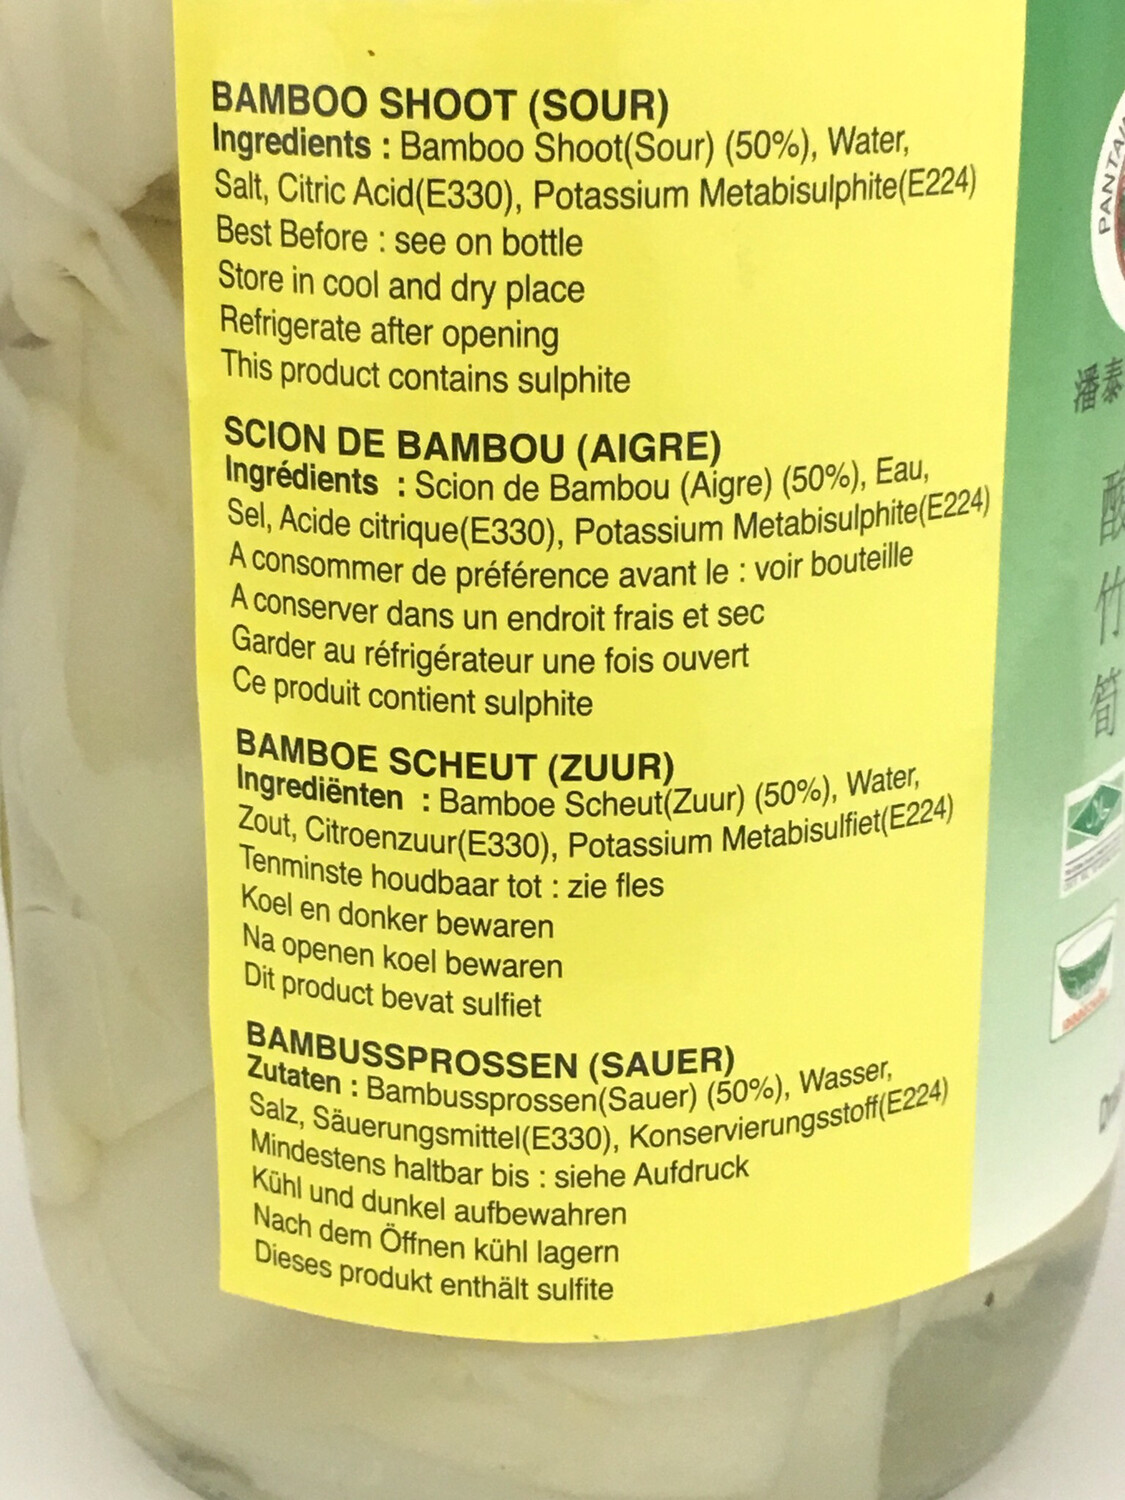 BAMBOO SHOOT (SOUR)
Ingredients : Bamboo Shoot(Sour) (50%), Water,
Salt, Citric Acid(E330), Potassium Metabisulphite(E224)
Best Before : see on bottle
Store in cool and dry place
Refrigerate after opening
This product contains sulphite
SCION DE BAMBOU (AIGRE)
Ingrédients : Scion de Bambou (Aigre) (50%), Eau,
Sel, Acide citrique(E330), Potassium Metabisulphite(E224)
A consommer de préférence avant le : voir bouteille
A conserver dans un endroit frais et sec
Garder au réfrigérateur une fois ouvert
Ce produit contient sulphite
BAMBOE SCHEUT (ZUUR)
Ingrediënten : Bamboe Scheut(Zuur) (50%), Water,
Zout, Citroenzuur(E330), Potassium Metabisulfiet(E224)
Tenminste houdbaar tot : zie fles
Koel en donker bewaren
Na openen koel bewaren
Dit product bevat sulfiet
BAMBUSSPROSSEN (SAUER)
Zutaten : Bambussprossen(Sauer) (50%), Wasser,
Salz, Säuerungsmittel(E330), Konservierungsstoff(E224)
Mindestens haltbar bis : siehe Aufdruck
Kühl und dunkel aufbewahren
Nach dem Öffnen kühl lagern
Dieses produkt enthält sulfite
PANTAI
潘泰
酸
竹
筍